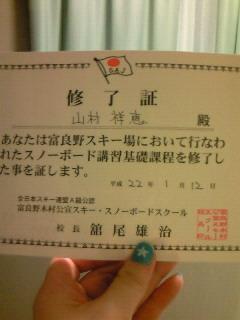 SAJ
修了証
山村 祥恵 殿
あなたは富良野スキー場において行なわ
れたスノーボード講習基礎課程を修了し
た事を証します。
平成 22年 1月 12日
全日本スキー連盟A級公認
富良野木村公宣スキー・スノーボードスクール
校長 舘尾雄治